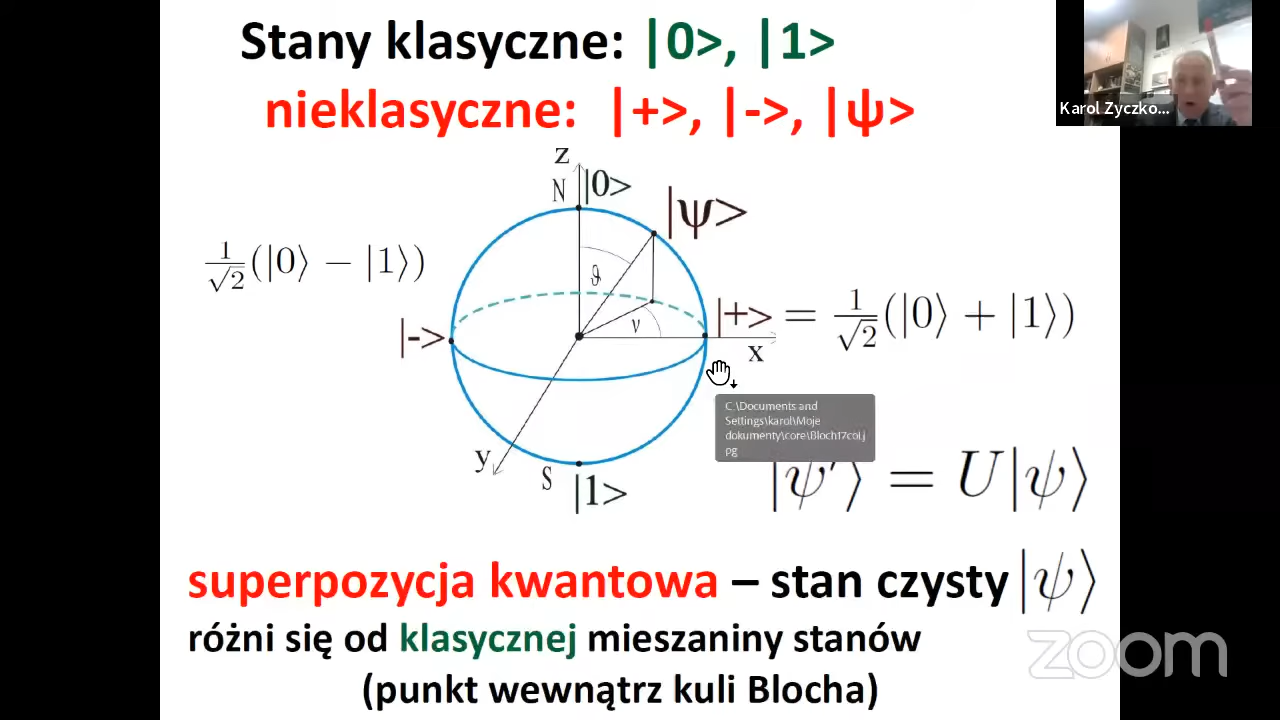 Stany klasyczne: |0>, |1>
nieklasyczne: |+>, |->, |ψ>
Karol Zyczko...
z
N
|0>
|ψ>
1/√2(|0⟩ − |1⟩)
ϑ
|->
ν
|+> = 1/√2(|0⟩ + |1⟩)
x
C:\Documents and
Settings\karol\Moje
dokumenty\core\Bloch17col.j
pg
y
S
|1>
|ψ′⟩ = U|ψ⟩
superpozycja kwantowa – stan czysty |ψ⟩
różni się od klasycznej mieszaniny stanów
(punkt wewnątrz kuli Blocha)
zoom